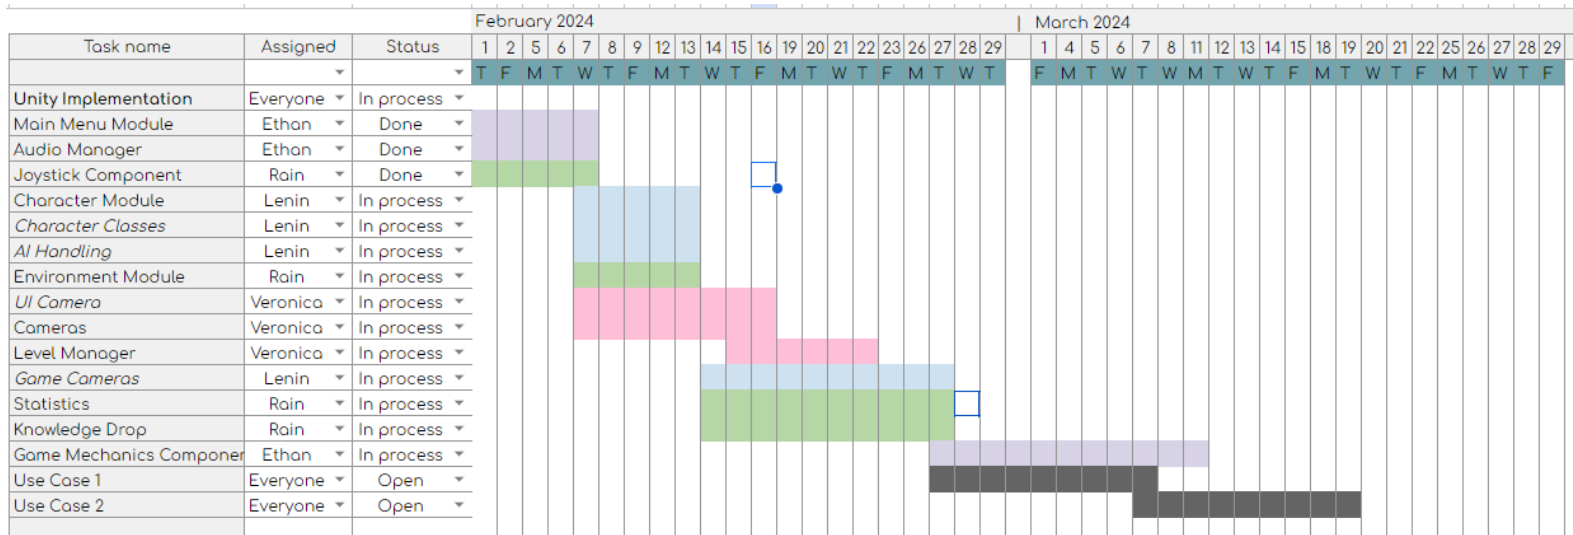 February 2024 | March 2024
Task name Assigned Status 1 2 5 6 7 8 9 12 13 14 15 16 19 20 21 22 23 26 27 28 29 1 4 5 6 7 8 11 12 13 14 15 18 19 20 21 22 25 26 27 28 29
T F M T W T F M T W T F M T W T F M T W T F M T W T W M T W T F M T W T F M T W T F
Unity Implementation Everyone In process
Main Menu Module Ethan Done
Audio Manager Ethan Done
Joystick Component Rain Done
Character Module Lenin In process
Character Classes Lenin In process
AI Handling Lenin In process
Environment Module Rain In process
UI Camera Veronica In process
Cameras Veronica In process
Level Manager Veronica In process
Game Cameras Lenin In process
Statistics Rain In process
Knowledge Drop Rain In process
Game Mechanics Componer Ethan In process
Use Case 1 Everyone Open
Use Case 2 Everyone Open